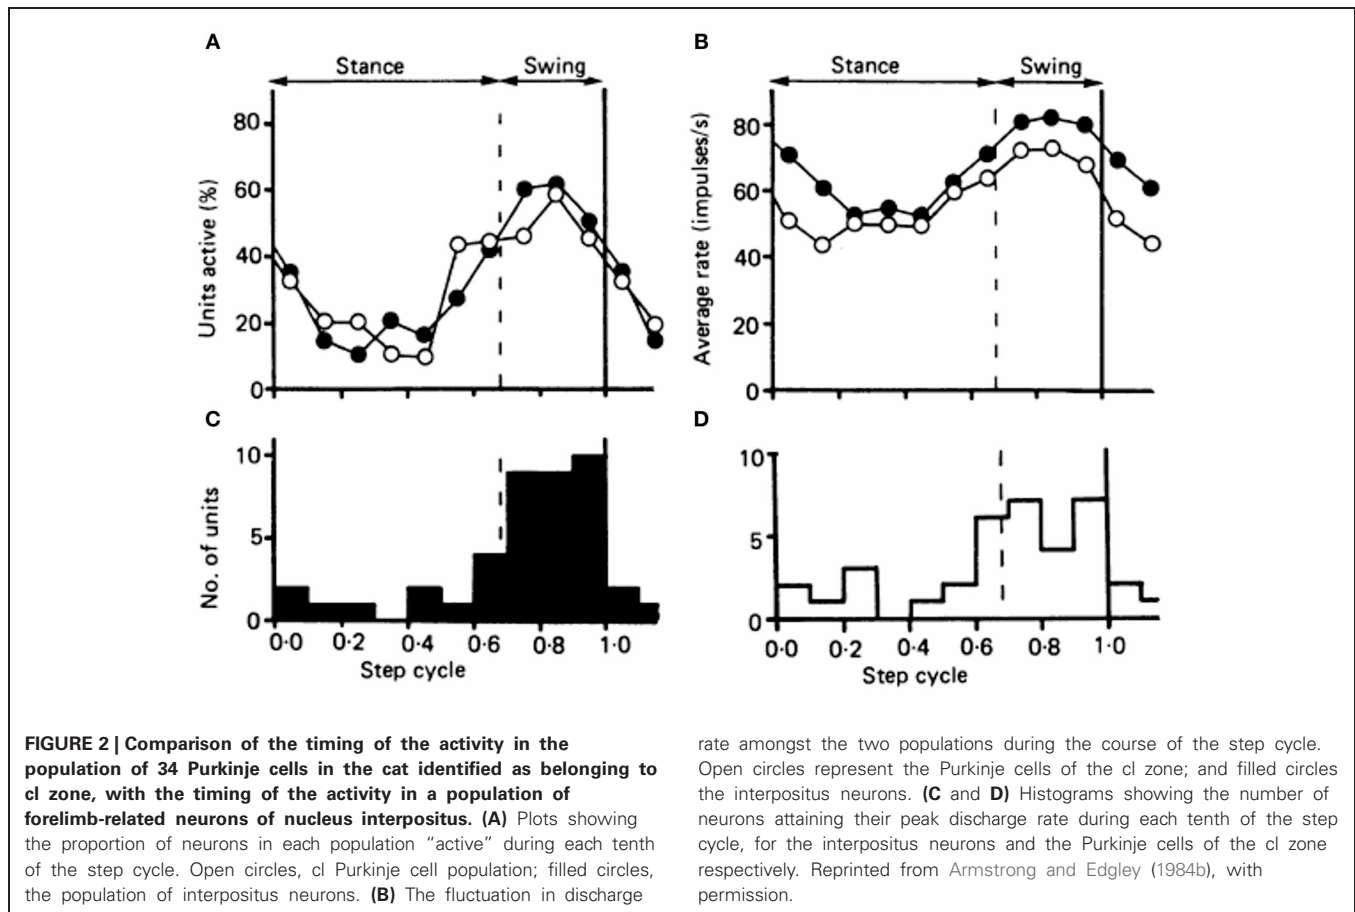 A
Stance
Swing
Units active (%)
80
60
40
20
0
B
Stance
Swing
Average rate (impulses/s)
80
60
40
20
0
C
No. of units
10
5
0
0·0 0·2 0·4 0·6 0·8 1·0
Step cycle
D
10
5
0
0·0 0·2 0·4 0·6 0·8 1·0
Step cycle
FIGURE 2 | Comparison of the timing of the activity in the
population of 34 Purkinje cells in the cat identified as belonging to
cl zone, with the timing of the activity in a population of
forelimb-related neurons of nucleus interpositus. (A) Plots showing
the proportion of neurons in each population “active” during each tenth
of the step cycle. Open circles, cl Purkinje cell population; filled circles,
the population of interpositus neurons. (B) The fluctuation in discharge
rate amongst the two populations during the course of the step cycle.
Open circles represent the Purkinje cells of the cl zone; and filled circles
the interpositus neurons. (C and D) Histograms showing the number of
neurons attaining their peak discharge rate during each tenth of the step
cycle, for the interpositus neurons and the Purkinje cells of the cl zone
respectively. Reprinted from Armstrong and Edgley (1984b), with
permission.